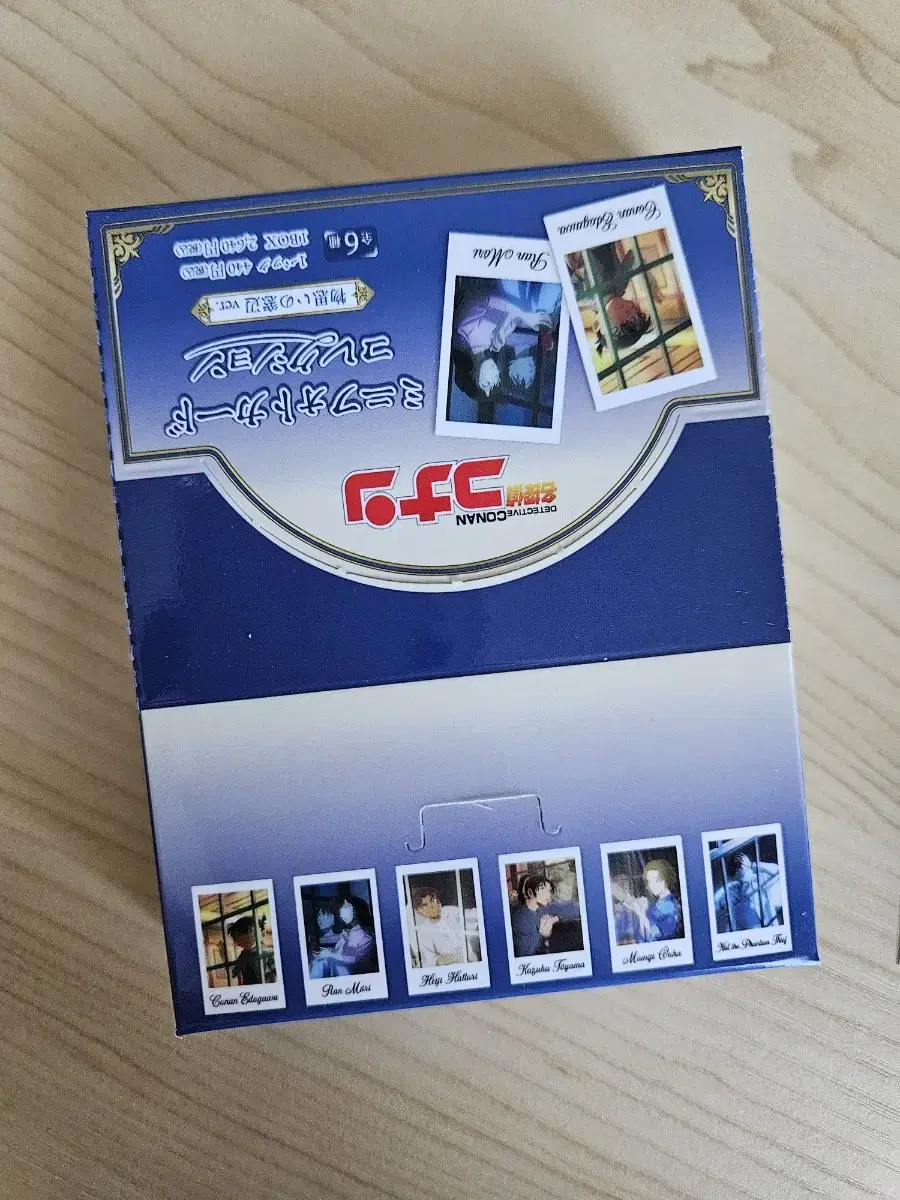 名探偵
コナン
DETECTIVE CONAN
ミニフォトカード
コレクション
物思いの窓辺 ver.
1パック 440円(税込)
1BOX 2,640円(税込)
全6種
Ran Mori
Conan Edogawa
Conan Edogawa
Ran Mori
Heiji Hattori
Kazuha Toyama
Momiji Ooka
Kid the Phantom Thief